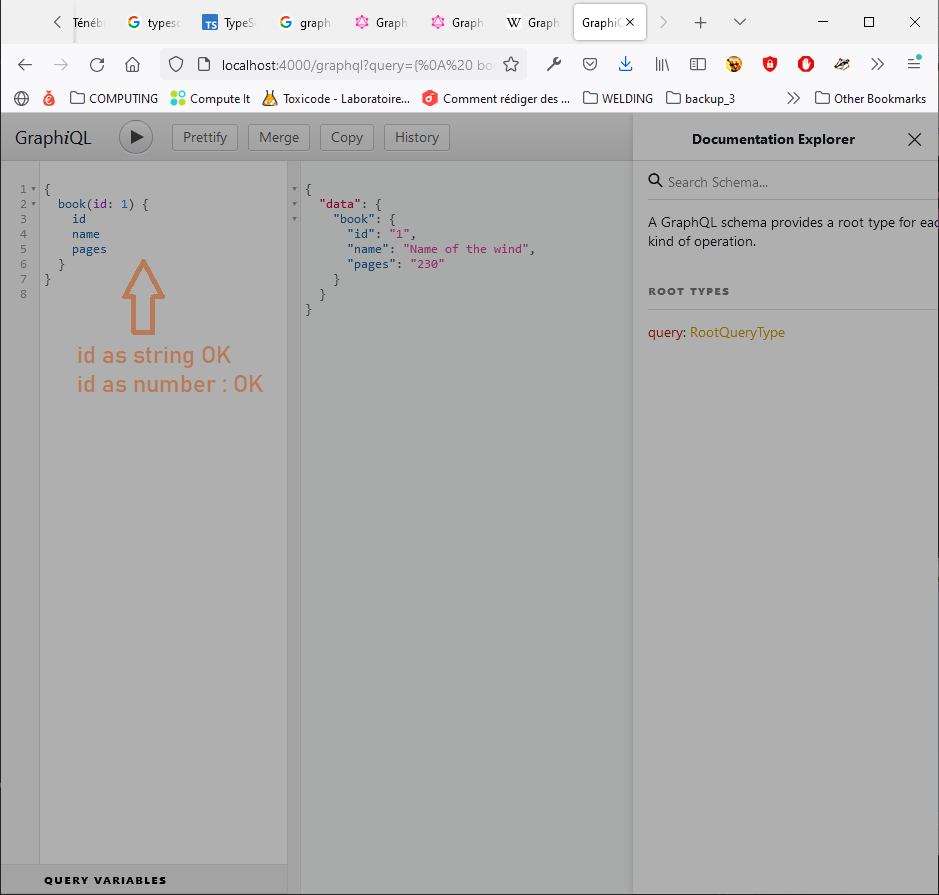 Ténéb
typesc
TypeSc
graph
Graph
Graph
Graph
GraphiQ
localhost:4000/graphql?query={%0A%20 bo
COMPUTING
Compute It
Toxicode - Laboratoire...
Comment rédiger des ...
WELDING
backup_3
Other Bookmarks
GraphiQL
Prettify
Merge
Copy
History
1 {
2 book(id: 1) {
3 id
4 name
5 pages
6 }
7 }
8
id as string OK
id as number : OK
QUERY VARIABLES
{
"data": {
"book": {
"id": "1",
"name": "Name of the wind",
"pages": "230"
}
}
}
Documentation Explorer
Search Schema...
A GraphQL schema provides a root type for eac
kind of operation.
ROOT TYPES
query: RootQueryType